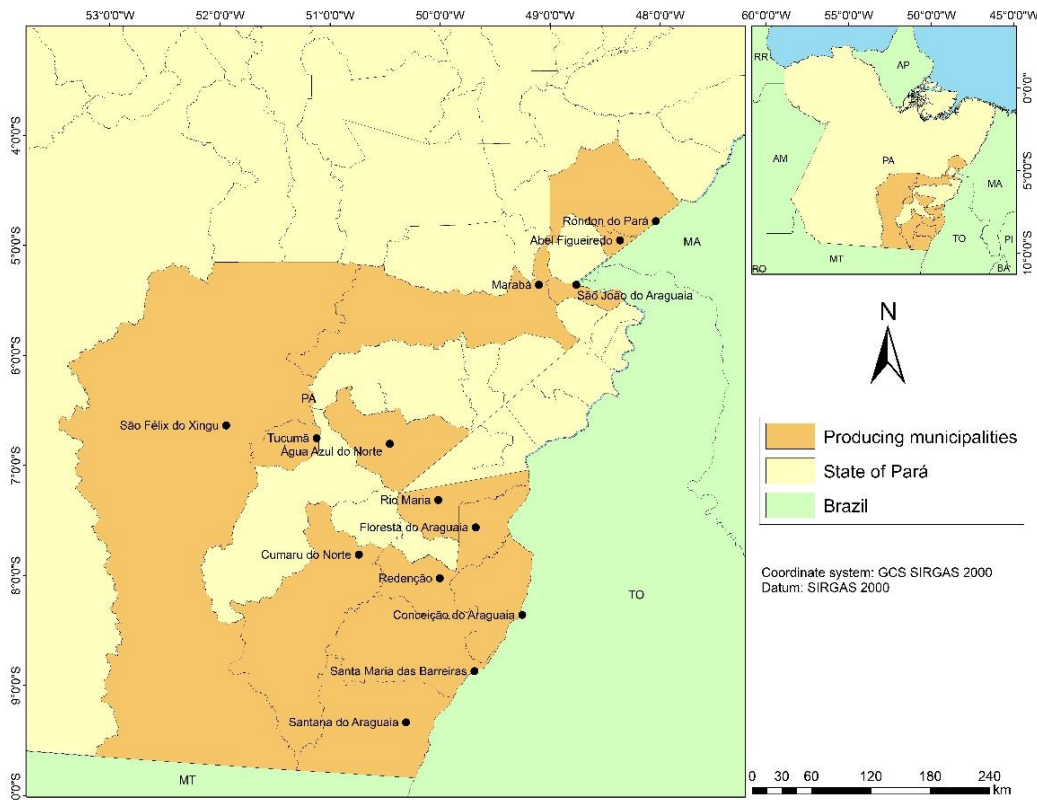 53°0'0"W 52°0'0"W 51°0'0"W 50°0'0"W 49°0'0"W 48°0'0"W
4°0'0"S
5°0'0"S
6°0'0"S
7°0'0"S
8°0'0"S
9°0'0"S
0°0'0"S
Rondon do Pará
Abel Figueiredo
MA
Marabá
São João do Araguaia
PA
São Félix do Xingu
Tucumã
Água Azul do Norte
Rio Maria
Floresta do Araguaia
Cumaru do Norte
Redenção
TO
Conceição do Araguaia
Santa Maria das Barreiras
Santana do Araguaia
MT
60°0'0"W 55°0'0"W 50°0'0"W 45°0'0"W
RR
AP
0°0'0"
AM
PA
5°0'0"S
MA
TO
PI
RO
MT
BA
10°0'0"S
N
Producing municipalities
State of Pará
Brazil
Coordinate system: GCS SIRGAS 2000
Datum: SIRGAS 2000
0 15 30 60 120 180 240
km